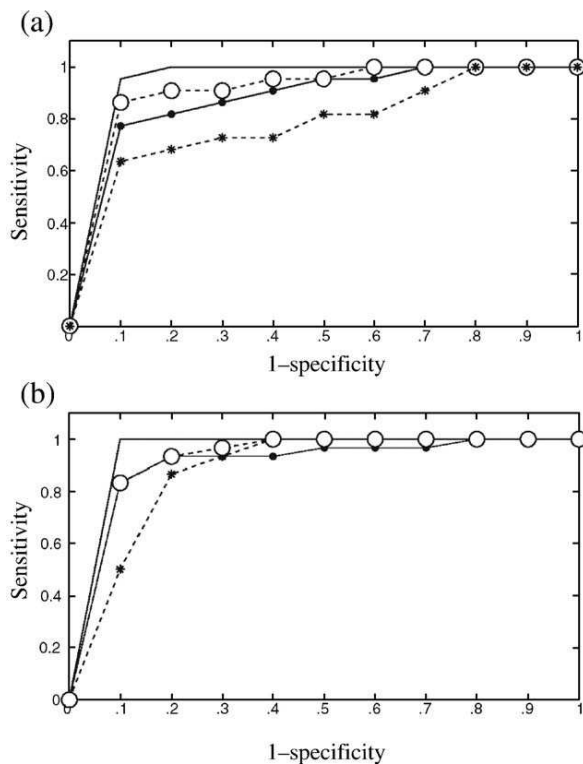 (a)
1
0.8
0.6
0.4
0.2
Sensitivity
0 .1 .2 .3 .4 .5 .6 .7 .8 .9 1
1–specificity
(b)
1
0.8
0.6
0.4
0.2
0
Sensitivity
0 .1 .2 .3 .4 .5 .6 .7 .8 .9 1
1–specificity